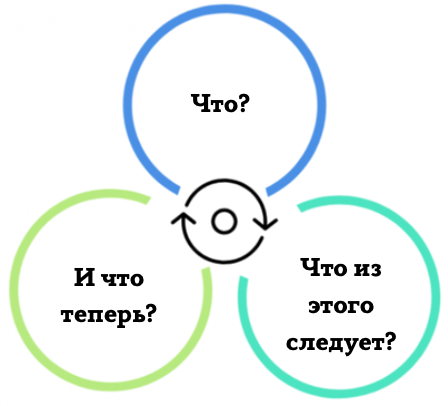 Что?
И что
теперь?
Что из
этого
следует?